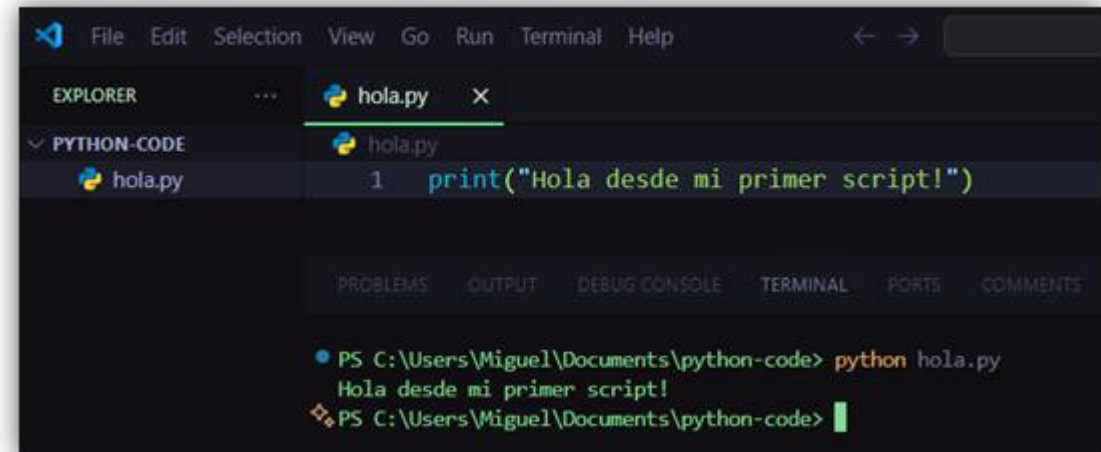 File Edit Selection View Go Run Terminal Help
EXPLORER
hola.py
PYTHON-CODE
hola.py
hola.py
1 print("Hola desde mi primer script!")
PROBLEMS OUTPUT DEBUG CONSOLE TERMINAL PORTS COMMENTS
PS C:\Users\Miguel\Documents\python-code> python hola.py
Hola desde mi primer script!
PS C:\Users\Miguel\Documents\python-code>